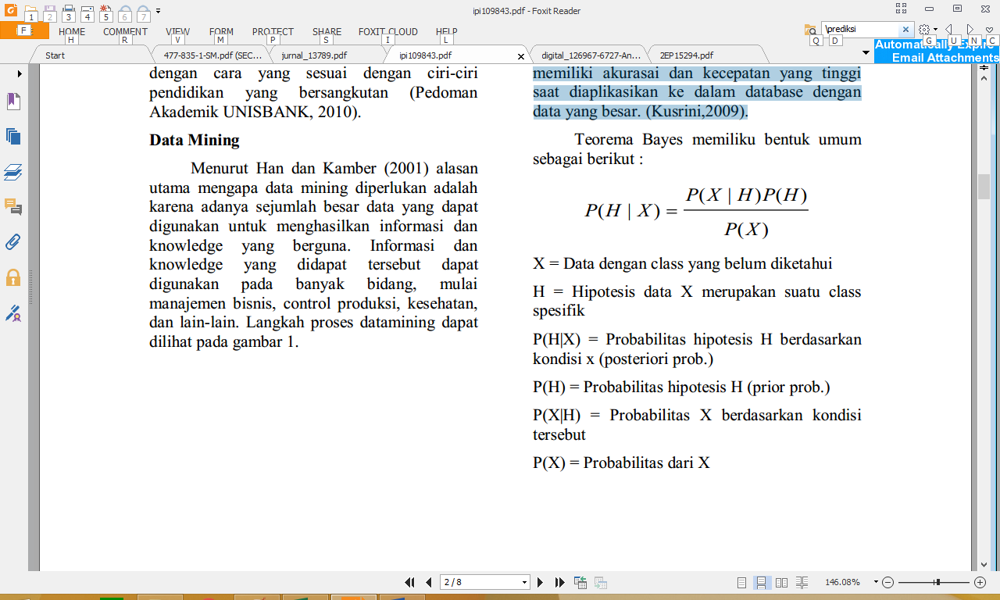 ipi109843.pdf - Foxit Reader
1 2 3 4 5 6 7
F
HOME COMMENT VIEW FORM PROTECT SHARE FOXIT CLOUD HELP
\prediksi
H R V M P S I L
Q D G U N C
Start
477-835-1-SM.pdf (SEC...
jurnal_13789.pdf
ipi109843.pdf
digital_126967-6727-An...
2EP15294.pdf
Email Attachments
dengan cara yang sesuai dengan ciri-ciri
pendidikan yang bersangkutan (Pedoman
Akademik UNISBANK, 2010).
Data Mining
Menurut Han dan Kamber (2001) alasan
utama mengapa data mining diperlukan adalah
karena adanya sejumlah besar data yang dapat
digunakan untuk menghasilkan informasi dan
knowledge yang berguna. Informasi dan
knowledge yang didapat tersebut dapat
digunakan pada banyak bidang, mulai
manajemen bisnis, control produksi, kesehatan,
dan lain-lain. Langkah proses datamining dapat
dilihat pada gambar 1.
memiliki akurasai dan kecepatan yang tinggi
saat diaplikasikan ke dalam database dengan
data yang besar. (Kusrini,2009).
Teorema Bayes memiliku bentuk umum
sebagai berikut :
P(H | X) = P(X | H)P(H)
P(X)
X = Data dengan class yang belum diketahui
H = Hipotesis data X merupakan suatu class
spesifik
P(H|X) = Probabilitas hipotesis H berdasarkan
kondisi x (posteriori prob.)
P(H) = Probabilitas hipotesis H (prior prob.)
P(X|H) = Probabilitas X berdasarkan kondisi
tersebut
P(X) = Probabilitas dari X
2 / 8
146.08%